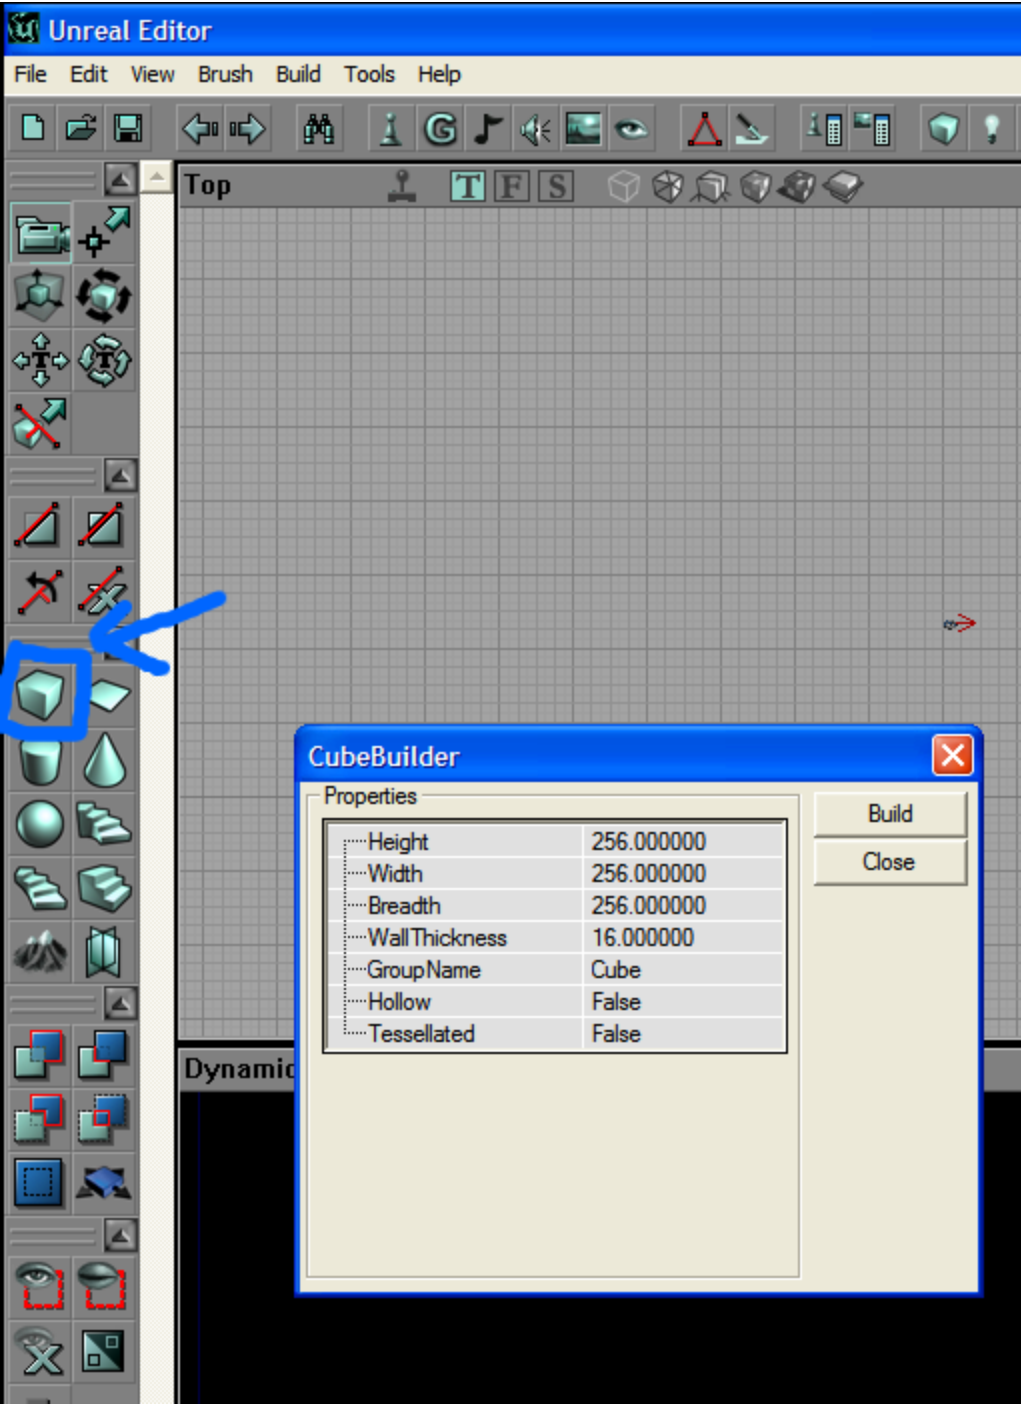 Unreal Editor
File Edit View Brush Build Tools Help
G
Top T F S
T T
CubeBuilder
Properties
Height 256.000000
Width 256.000000
Breadth 256.000000
WallThickness 16.000000
GroupName Cube
Hollow False
Tessellated False
Build
Close
Dynamic